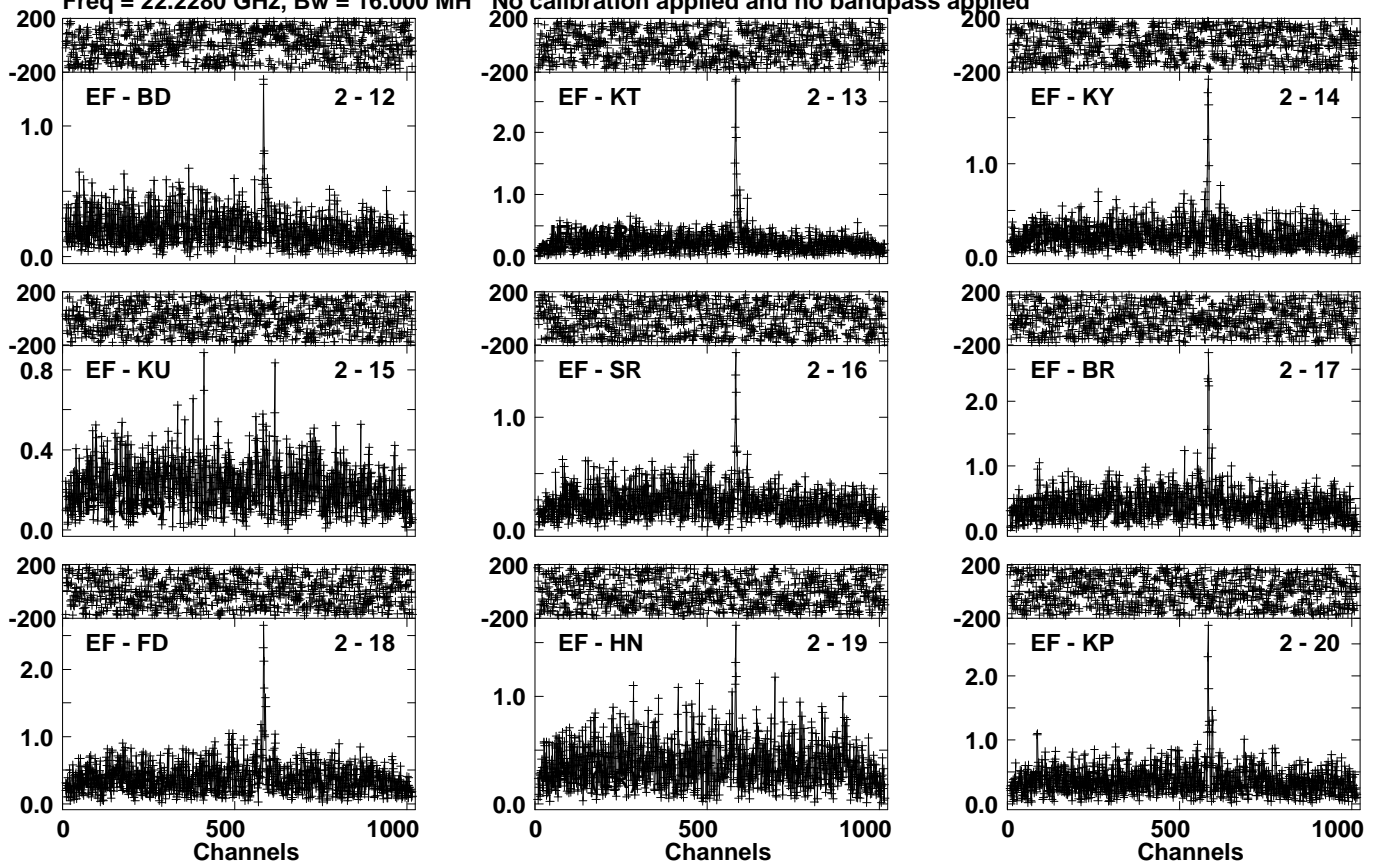 Freq = 22.2280 GHz, Bw = 16.000 MH No calibration applied and no bandpass applied
200 200 200
-200 -200 -200
EF - BD 2 - 12 EF - KT 2 - 13 EF - KY 2 - 14
1.0 2.0 1.0
1.0
0.0 0.0 0.0
200 200 200
-200 -200 -200
EF - KU 2 - 15 EF - SR 2 - 16 EF - BR 2 - 17
0.8 1.0 2.0
0.4 1.0
0.0 0.0 0.0
200 200 200
-200 -200 -200
EF - FD 2 - 18 EF - HN 2 - 19 EF - KP 2 - 20
2.0 1.0 2.0
1.0 1.0
0.0 0.0 0.0
0 500 1000 0 500 1000 0 500 1000
Channels Channels Channels